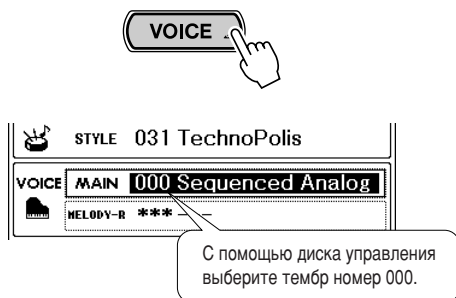 VOICE
STYLE 031 TechnoPolis
VOICE MAIN 000 Sequenced Analog
MELODY-R ***---
С помощью диска управления
выберите тембр номер 000.